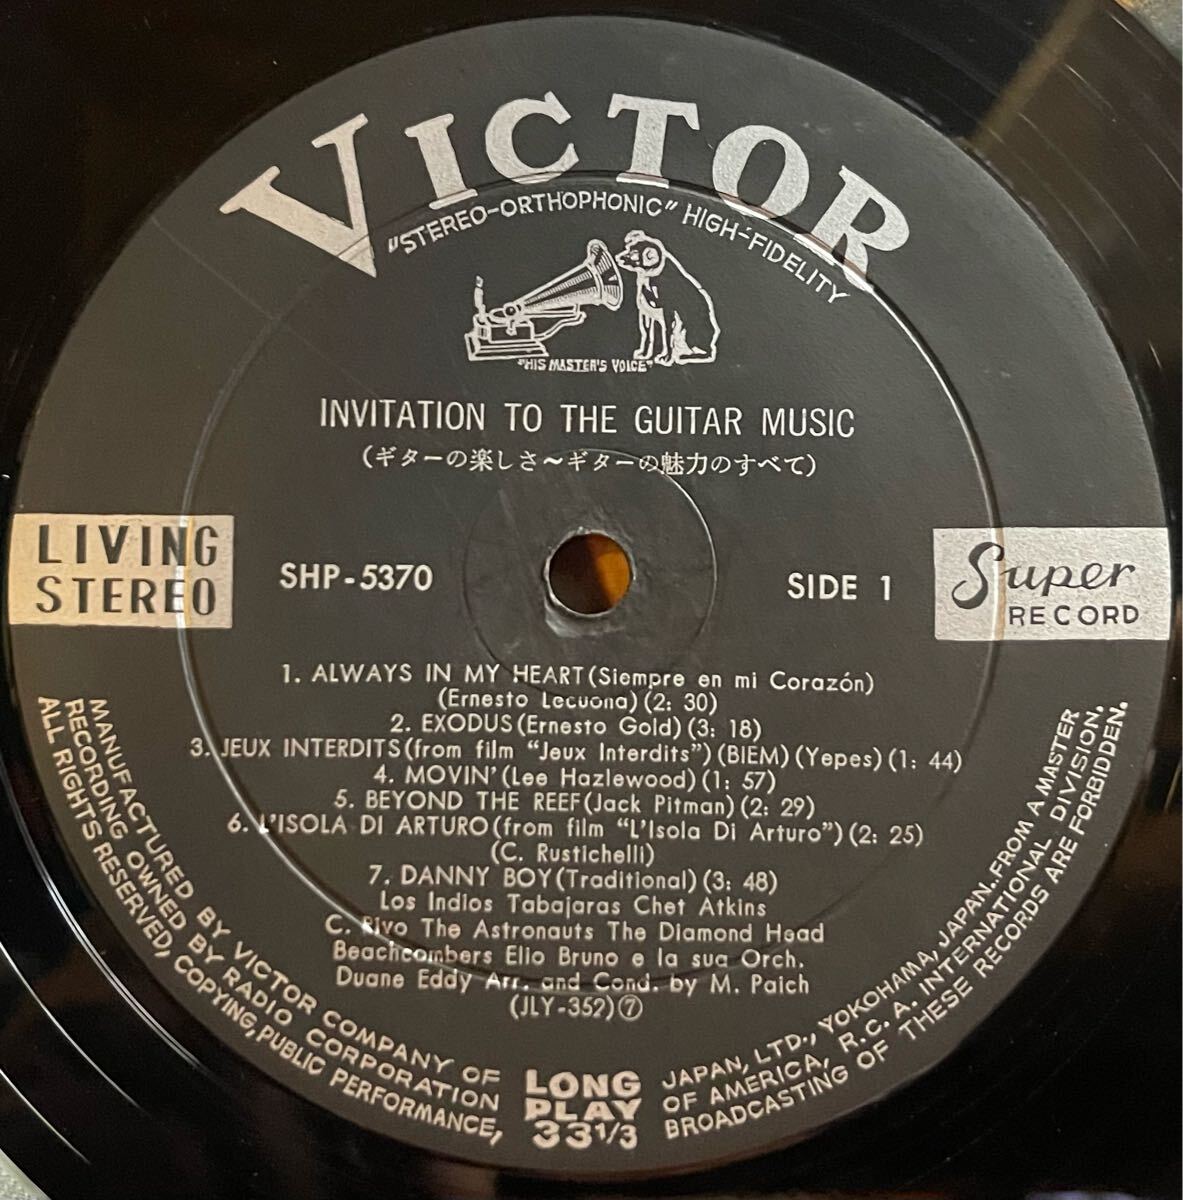 VICTOR
"STEREO-ORTHOPHONIC" HIGH-FIDELITY
"HIS MASTER'S VOICE"
INVITATION TO THE GUITAR MUSIC
(ギターの楽しさ～ギターの魅力のすべて)
LIVING
STEREO
SHP-5370
SIDE 1
Super
RECORD
1. ALWAYS IN MY HEART(Siempre en mi Corazón)
(Ernesto Lecuona)(2: 30)
2. EXODUS(Ernesto Gold)(3: 18)
3. JEUX INTERDITS(from film "Jeux Interdits")(BIEM)(Yepes)(1: 44)
4. MOVIN'(Lee Hazlewood)(1: 57)
5. BEYOND THE REEF(Jack Pitman)(2: 29)
6. L'ISOLA DI ARTURO(from film "L'Isola Di Arturo")(2: 25)
(C. Rustichelli)
7. DANNY BOY(Traditional)(3: 48)
Los Indios Tabajaras Chet Atkins
C. Rivo The Astronauts The Diamond Head
Beachcombers Elio Bruno e la sua Orch.
Duane Eddy Arr. and Cond. by M. Paich
(JLY-352)⑦
MANUFACTURED BY VICTOR COMPANY OF JAPAN, LTD., YOKOHAMA, JAPAN. FROM A MASTER
RECORDING OWNED BY RADIO CORPORATION OF AMERICA, R.C.A. INTERNATIONAL DIVISION.
ALL RIGHTS RESERVED, COPYING, PUBLIC PERFORMANCE, BROADCASTING OF THESE RECORDS ARE FORBIDDEN.
LONG
PLAY
33 1/3